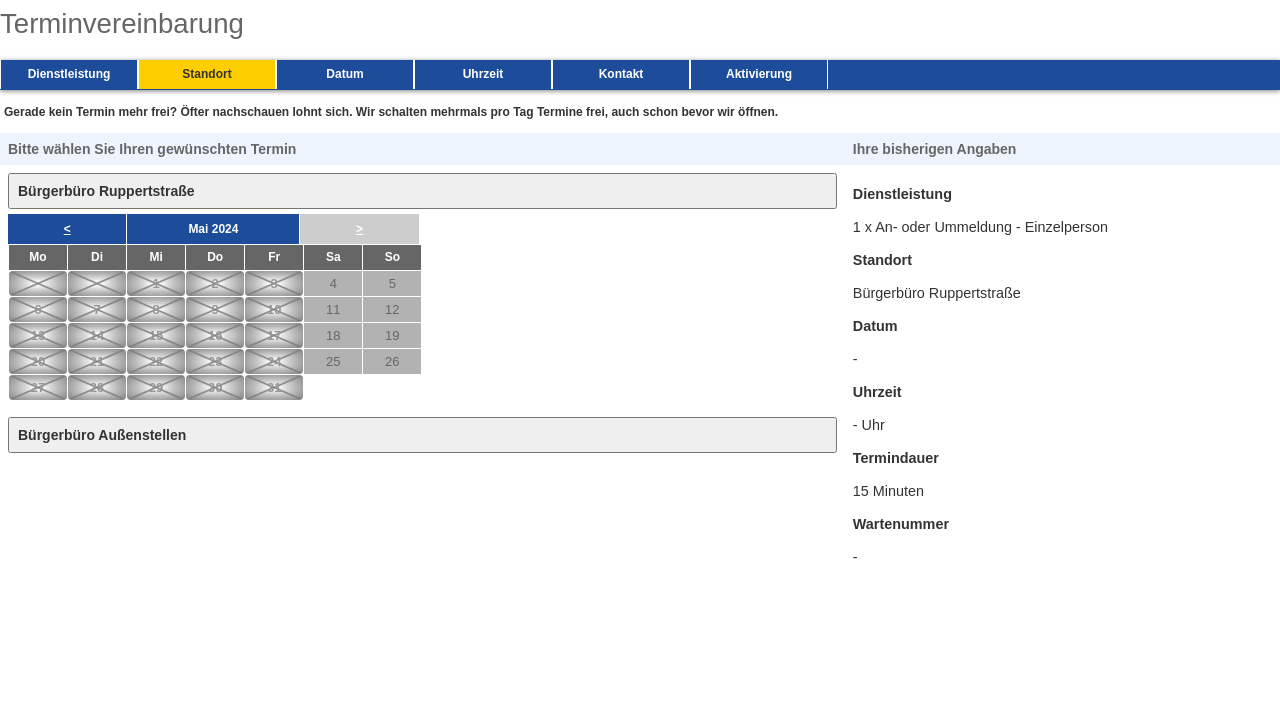 Terminvereinbarung
Dienstleistung Standort Datum Uhrzeit Kontakt Aktivierung
Gerade kein Termin mehr frei? Öfter nachschauen lohnt sich. Wir schalten mehrmals pro Tag Termine frei, auch schon bevor wir öffnen.
Bitte wählen Sie Ihren gewünschten Termin
Bürgerbüro Ruppertstraße
< Mai 2024 >
Mo Di Mi Do Fr Sa So
1 2 3 4 5
6 7 8 9 10 11 12
13 14 15 16 17 18 19
20 21 22 23 24 25 26
27 28 29 30 31
Bürgerbüro Außenstellen
Ihre bisherigen Angaben
Dienstleistung
1 x An- oder Ummeldung - Einzelperson
Standort
Bürgerbüro Ruppertstraße
Datum
-
Uhrzeit
- Uhr
Termindauer
15 Minuten
Wartenummer
-